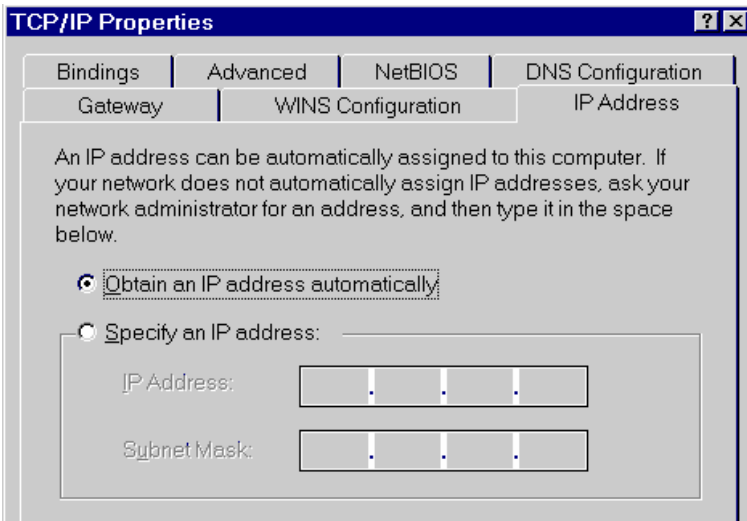 TCP/IP Properties
Bindings Advanced NetBIOS DNS Configuration
Gateway WINS Configuration IP Address
An IP address can be automatically assigned to this computer. If
your network does not automatically assign IP addresses, ask your
network administrator for an address, and then type it in the space
below.
Obtain an IP address automatically
Specify an IP address:
IP Address:
Subnet Mask: